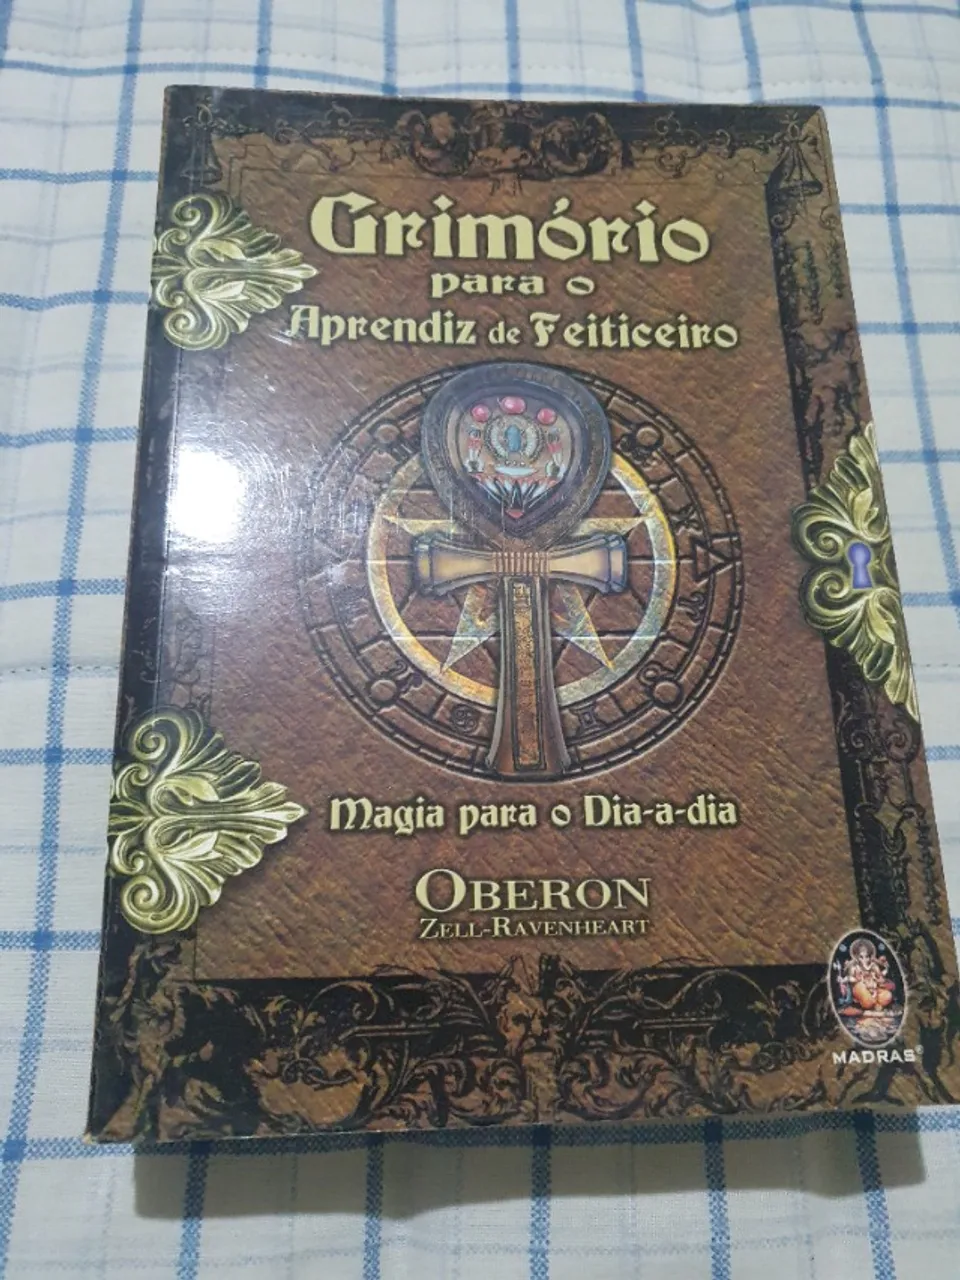 Grimório
para o
Aprendiz de Feiticeiro
Magia para o Dia-a-dia
OBERON
ZELL-RAVENHEART
MADRAS®